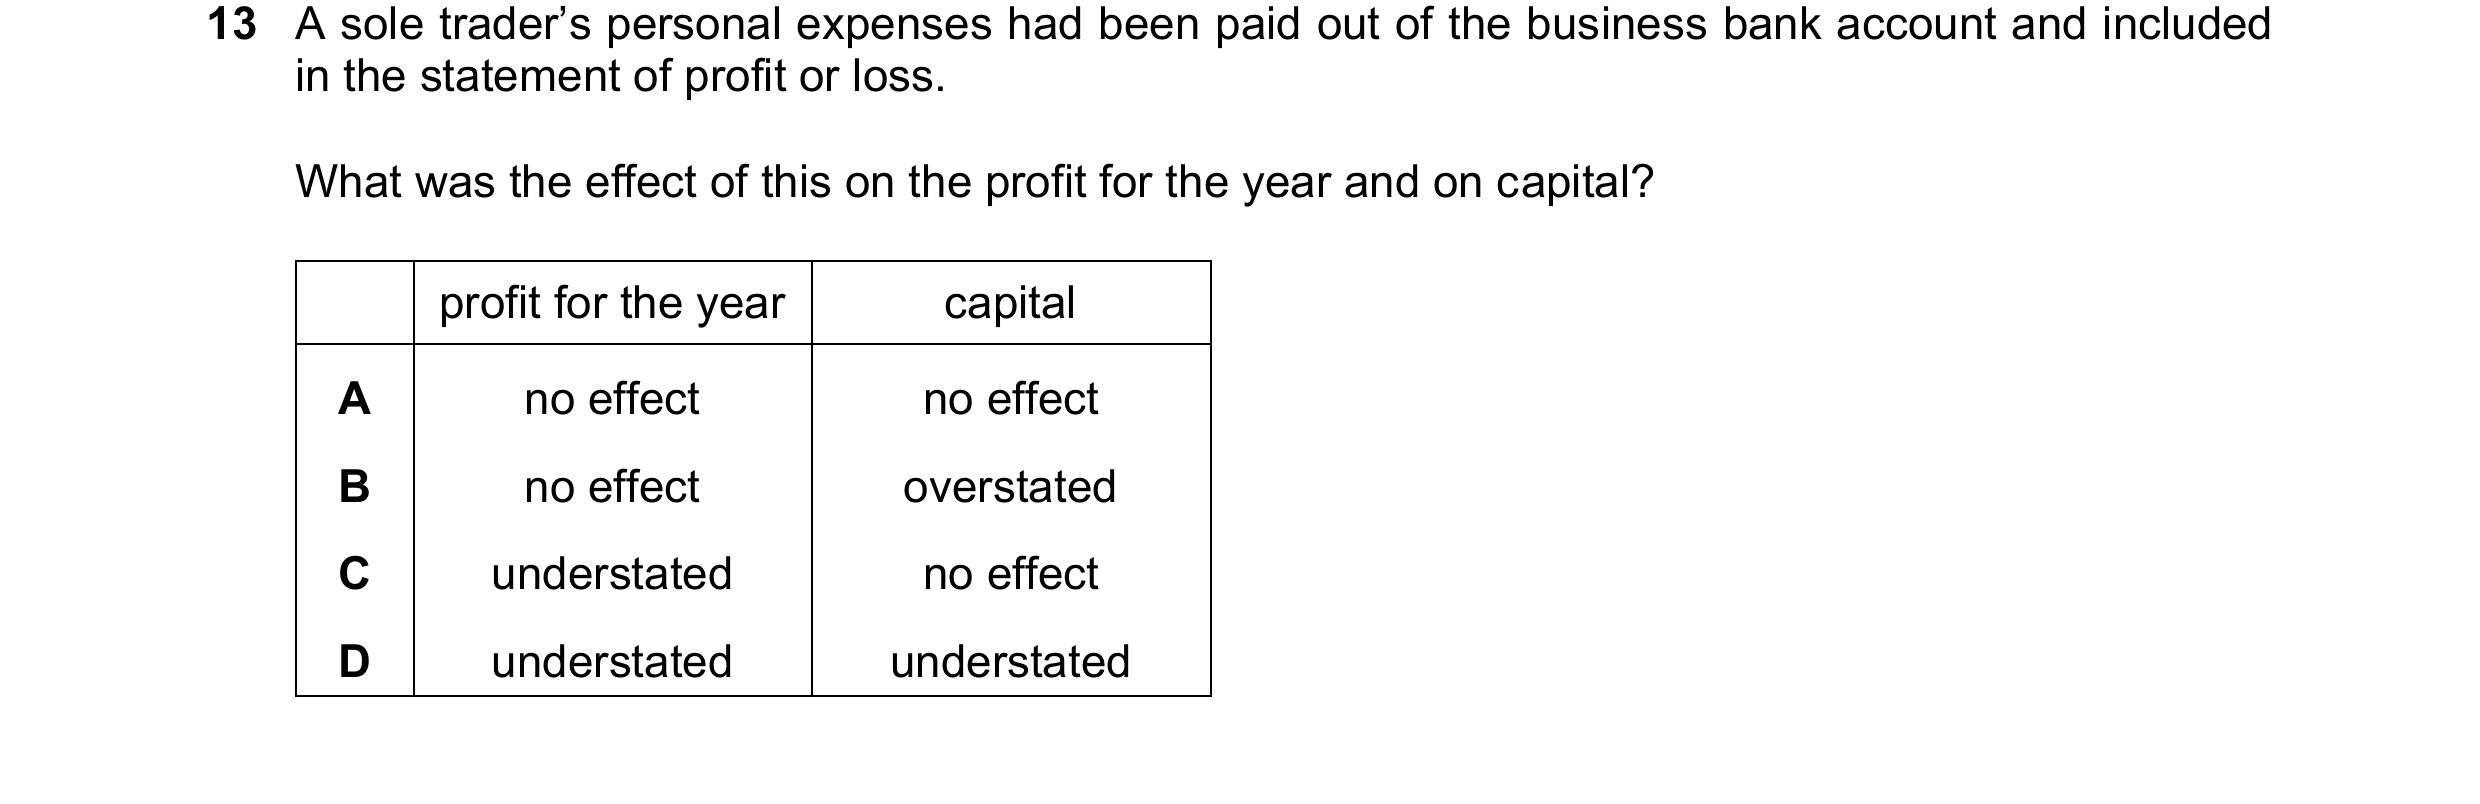 13 A sole trader’s personal expenses had been paid out of the business bank account and included
in the statement of profit or loss.
What was the effect of this on the profit for the year and on capital?
profit for the year capital
A no effect no effect
B no effect overstated
C understated no effect
D understated understated